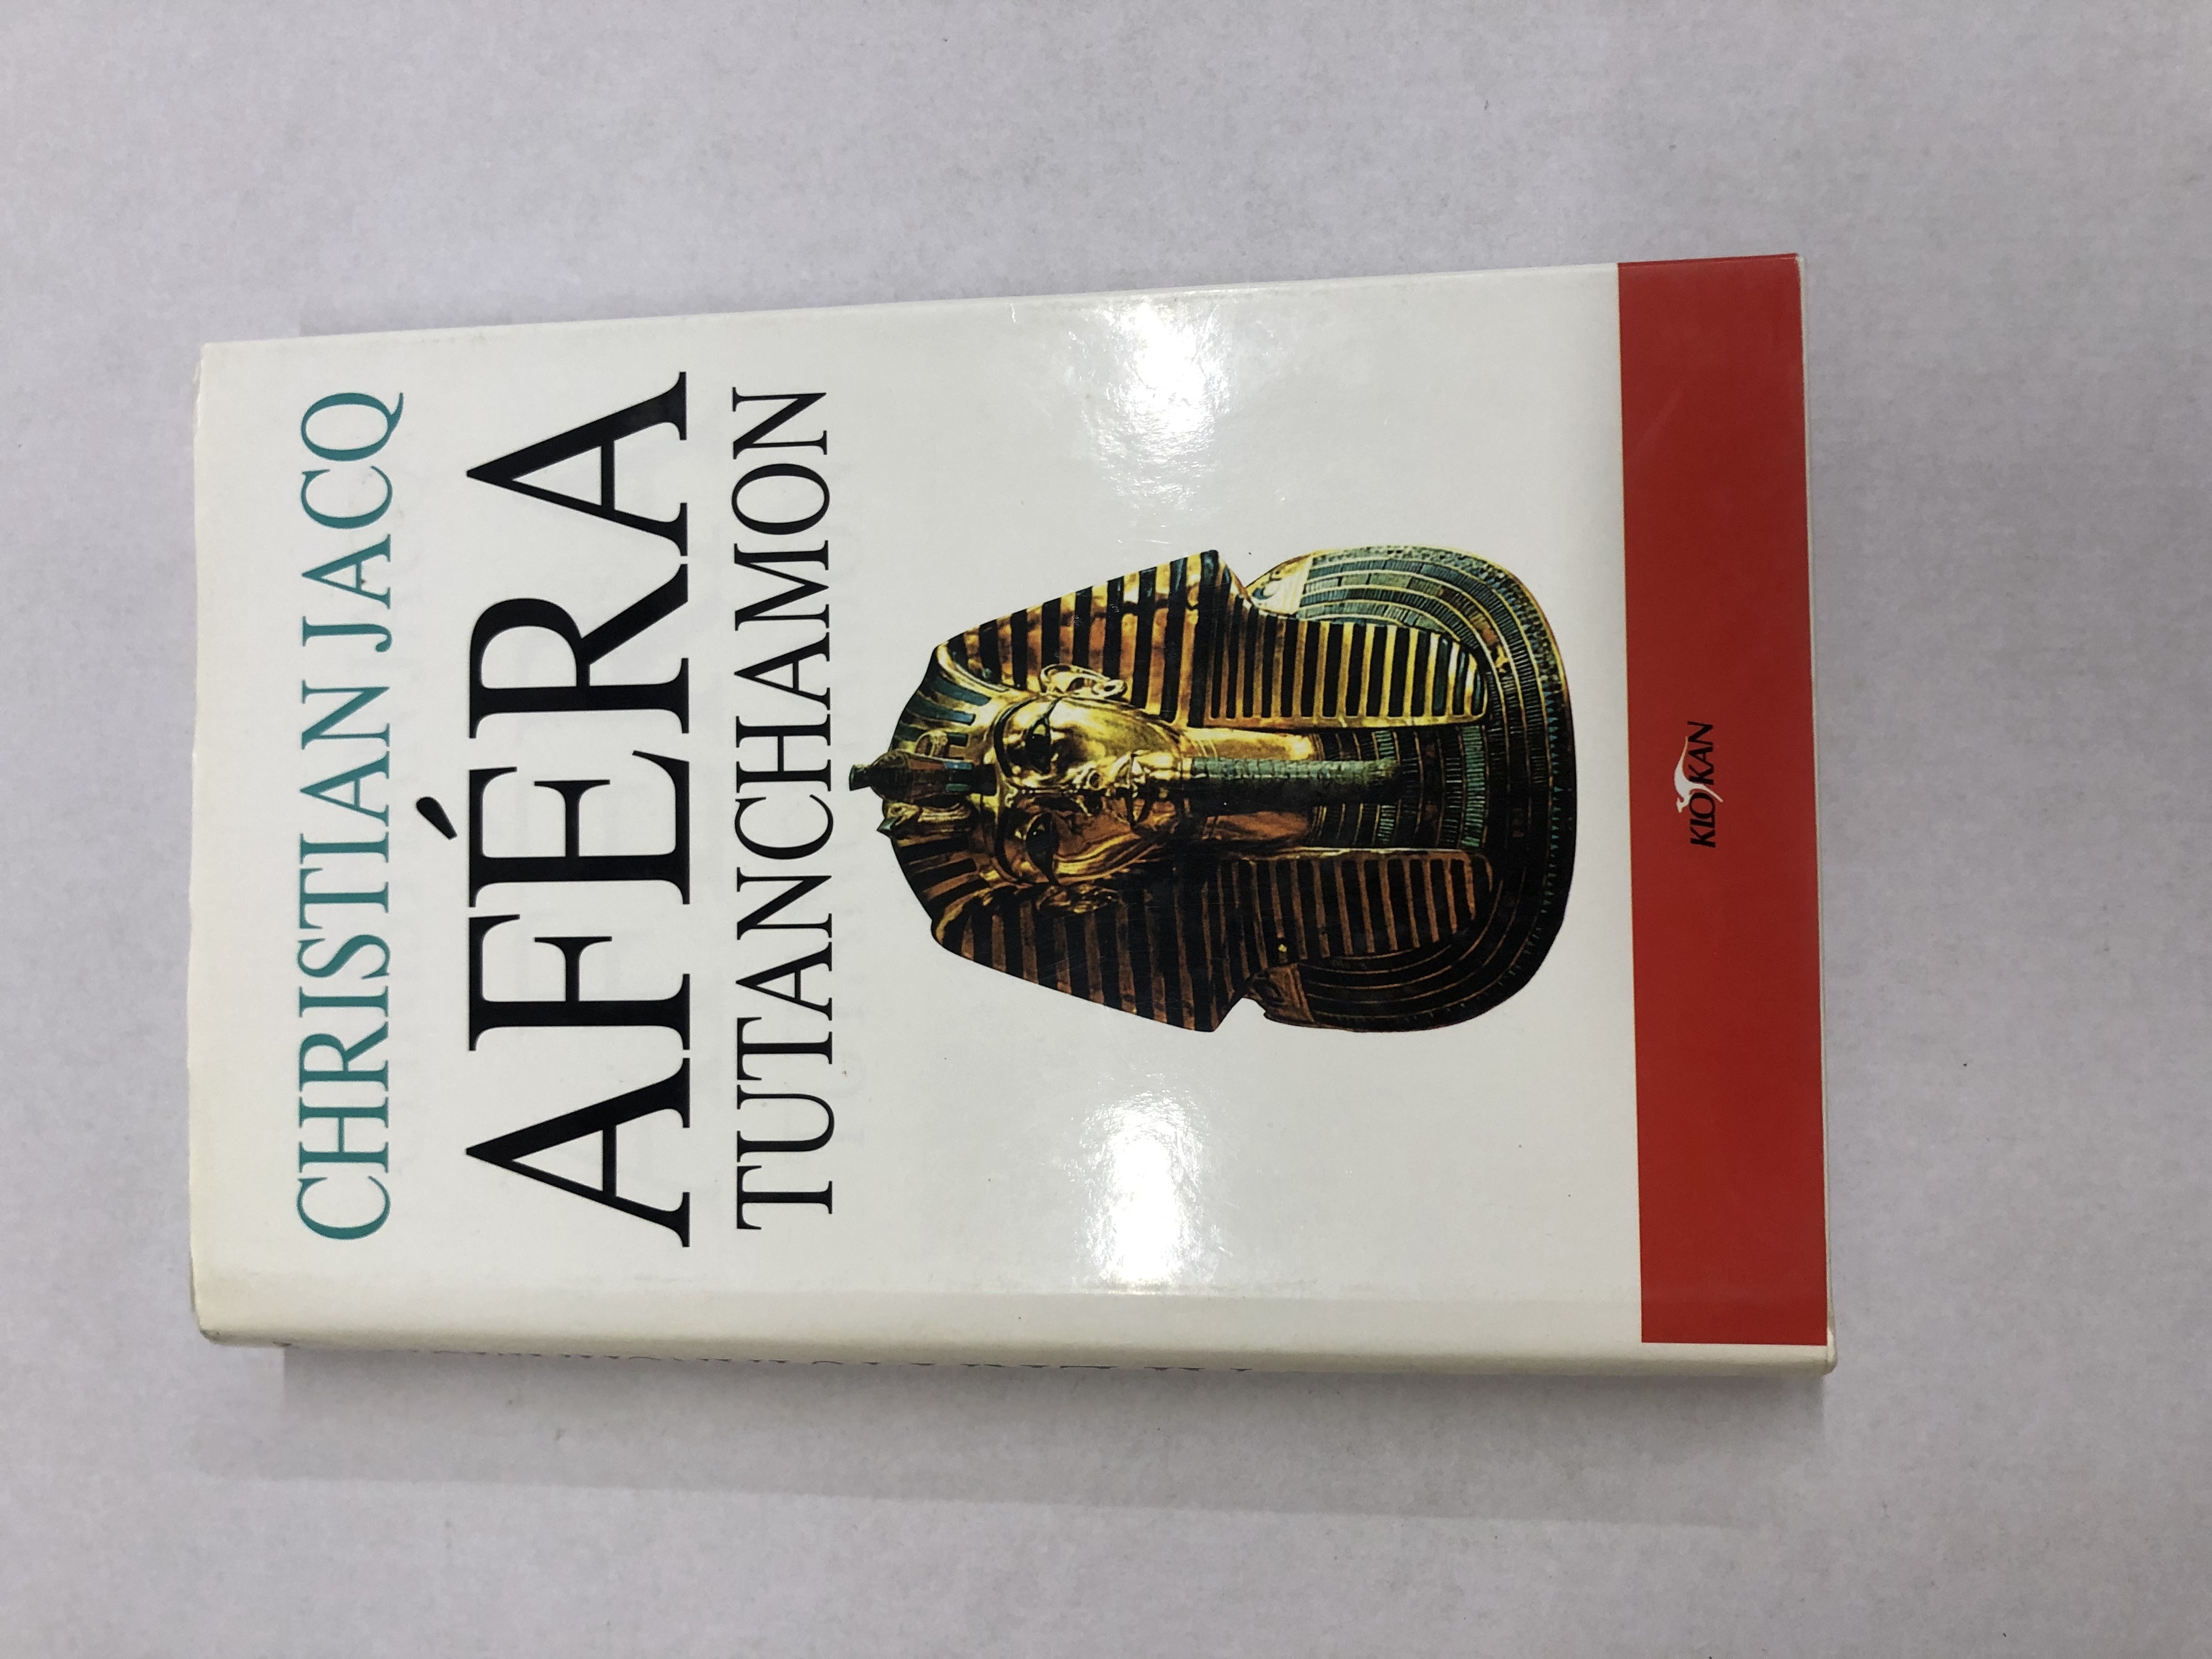 CHRISTIAN JACQ
AFÉRA
TUTANCHAMON
KLOKAN